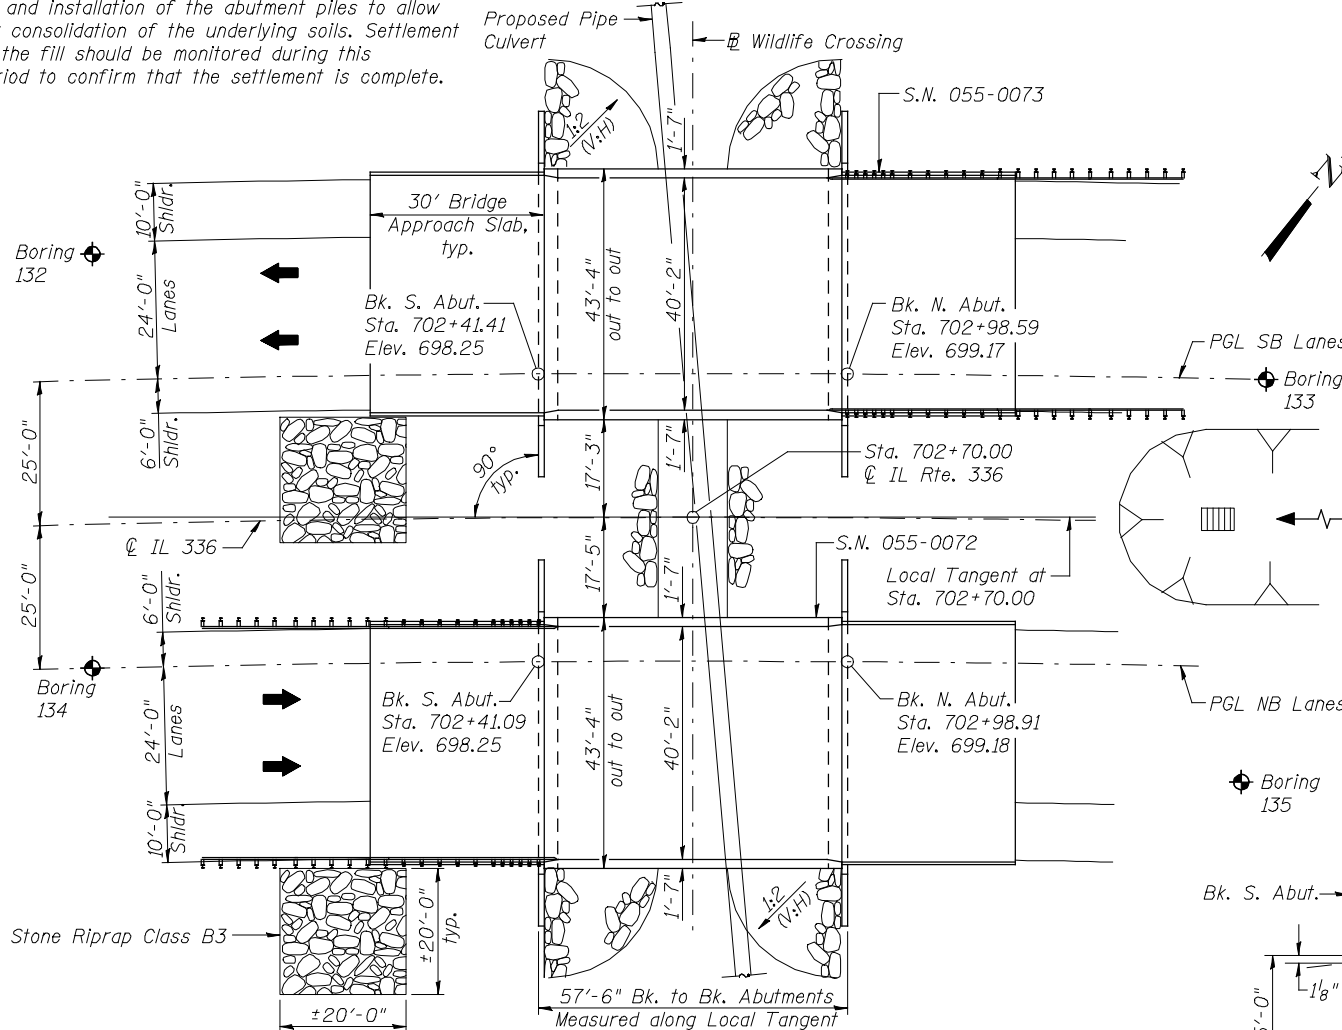 and installation of the abutment piles to allow
consolidation of the underlying soils. Settlement
the fill should be monitored during this
to confirm that the settlement is complete.
Proposed Pipe
Culvert
℄ Wildlife Crossing
S.N. 055-0073
1:2
(V:H)
1'-7"
10'-0"
Shldr.
30' Bridge
Approach Slab,
typ.
Boring
132
24'-0"
Lanes
43'-4"
out to out
40'-2"
Bk. S. Abut.
Sta. 702+41.41
Elev. 698.25
Bk. N. Abut.
Sta. 702+98.59
Elev. 699.17
PGL SB Lanes
Boring
133
25'-0"
6'-0"
Shldr.
90°
typ.
17'-3"
1'-7"
Sta. 702+70.00
℄ IL Rte. 336
℄ IL 336
S.N. 055-0072
Local Tangent at
Sta. 702+70.00
25'-0"
6'-0"
Shldr.
17'-5"
1'-7"
Boring
134
24'-0"
Lanes
Bk. S. Abut.
Sta. 702+41.09
Elev. 698.25
43'-4"
out to out
40'-2"
Bk. N. Abut.
Sta. 702+98.91
Elev. 699.18
PGL NB Lanes
Boring
135
10'-0"
Shldr.
1'-7"
1:2
(V:H)
Bk. S. Abut.
Stone Riprap Class B3
±20'-0"
typ.
±20'-0"
57'-6" Bk. to Bk. Abutments
Measured along Local Tangent
1⅛"